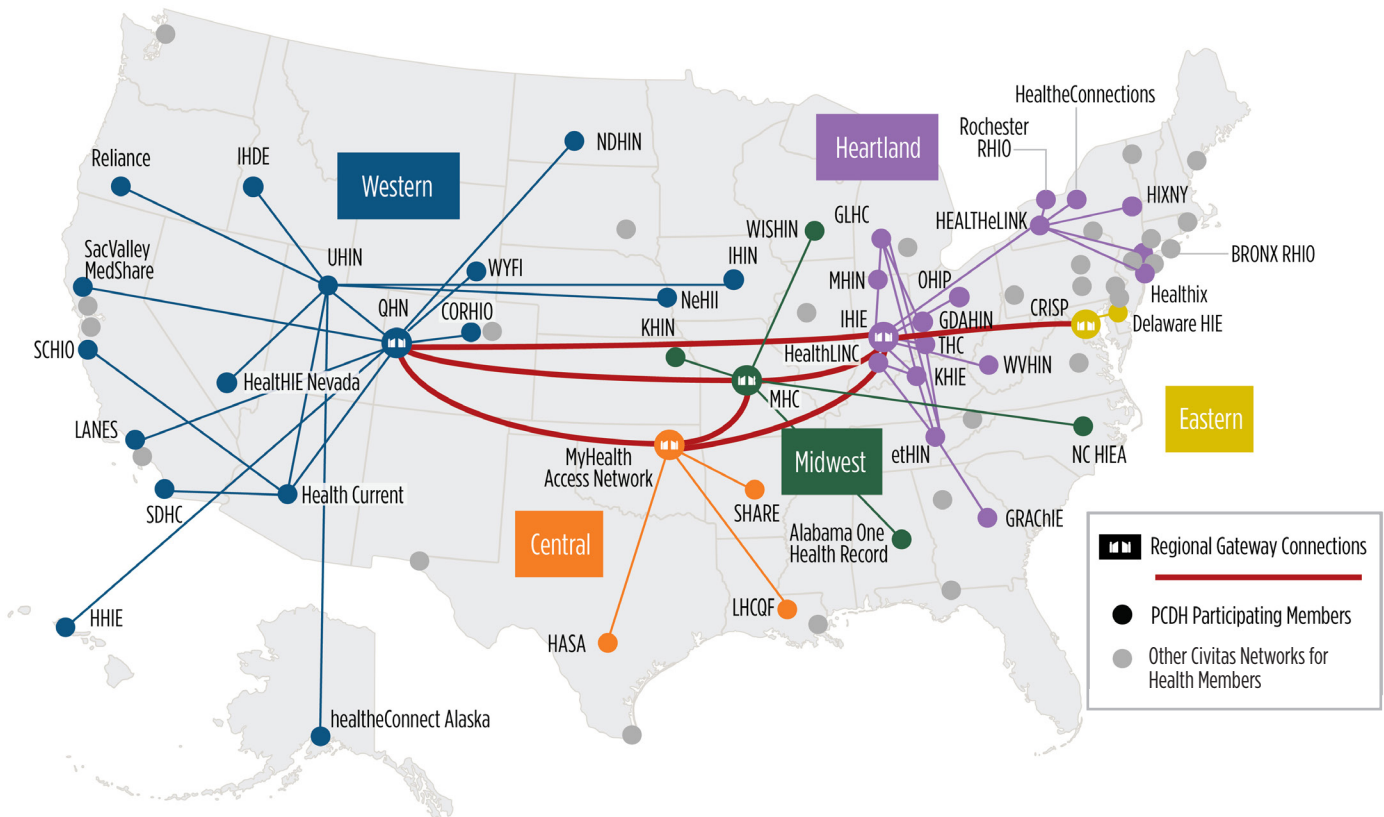 HealtheConnections
Rochester
RHIO
NDHIN
Heartland
Reliance
IHDE
Western
HIXNY
GLHC
HEALTHeLINK
WISHIN
SacValley
MedShare
UHIN
WYFI
IHIN
MHIN
OHIP
BRONX RHIO
NeHII
Healthix
QHN
CORHIO
CRISP
KHIN
IHIE
GDAHIN
Delaware HIE
SCHIO
HealthLINC
THC
WVHIN
HealtHIE Nevada
KHIE
MHC
Eastern
LANES
MyHealth
Access Network
Midwest
etHIN
NC HIEA
Health Current
SDHC
SHARE
GRAChIE
Central
Alabama One
Health Record
Regional Gateway Connections
HHIE
LHCQF
PCDH Participating Members
HASA
Other Civitas Networks for
Health Members
healtheConnect Alaska